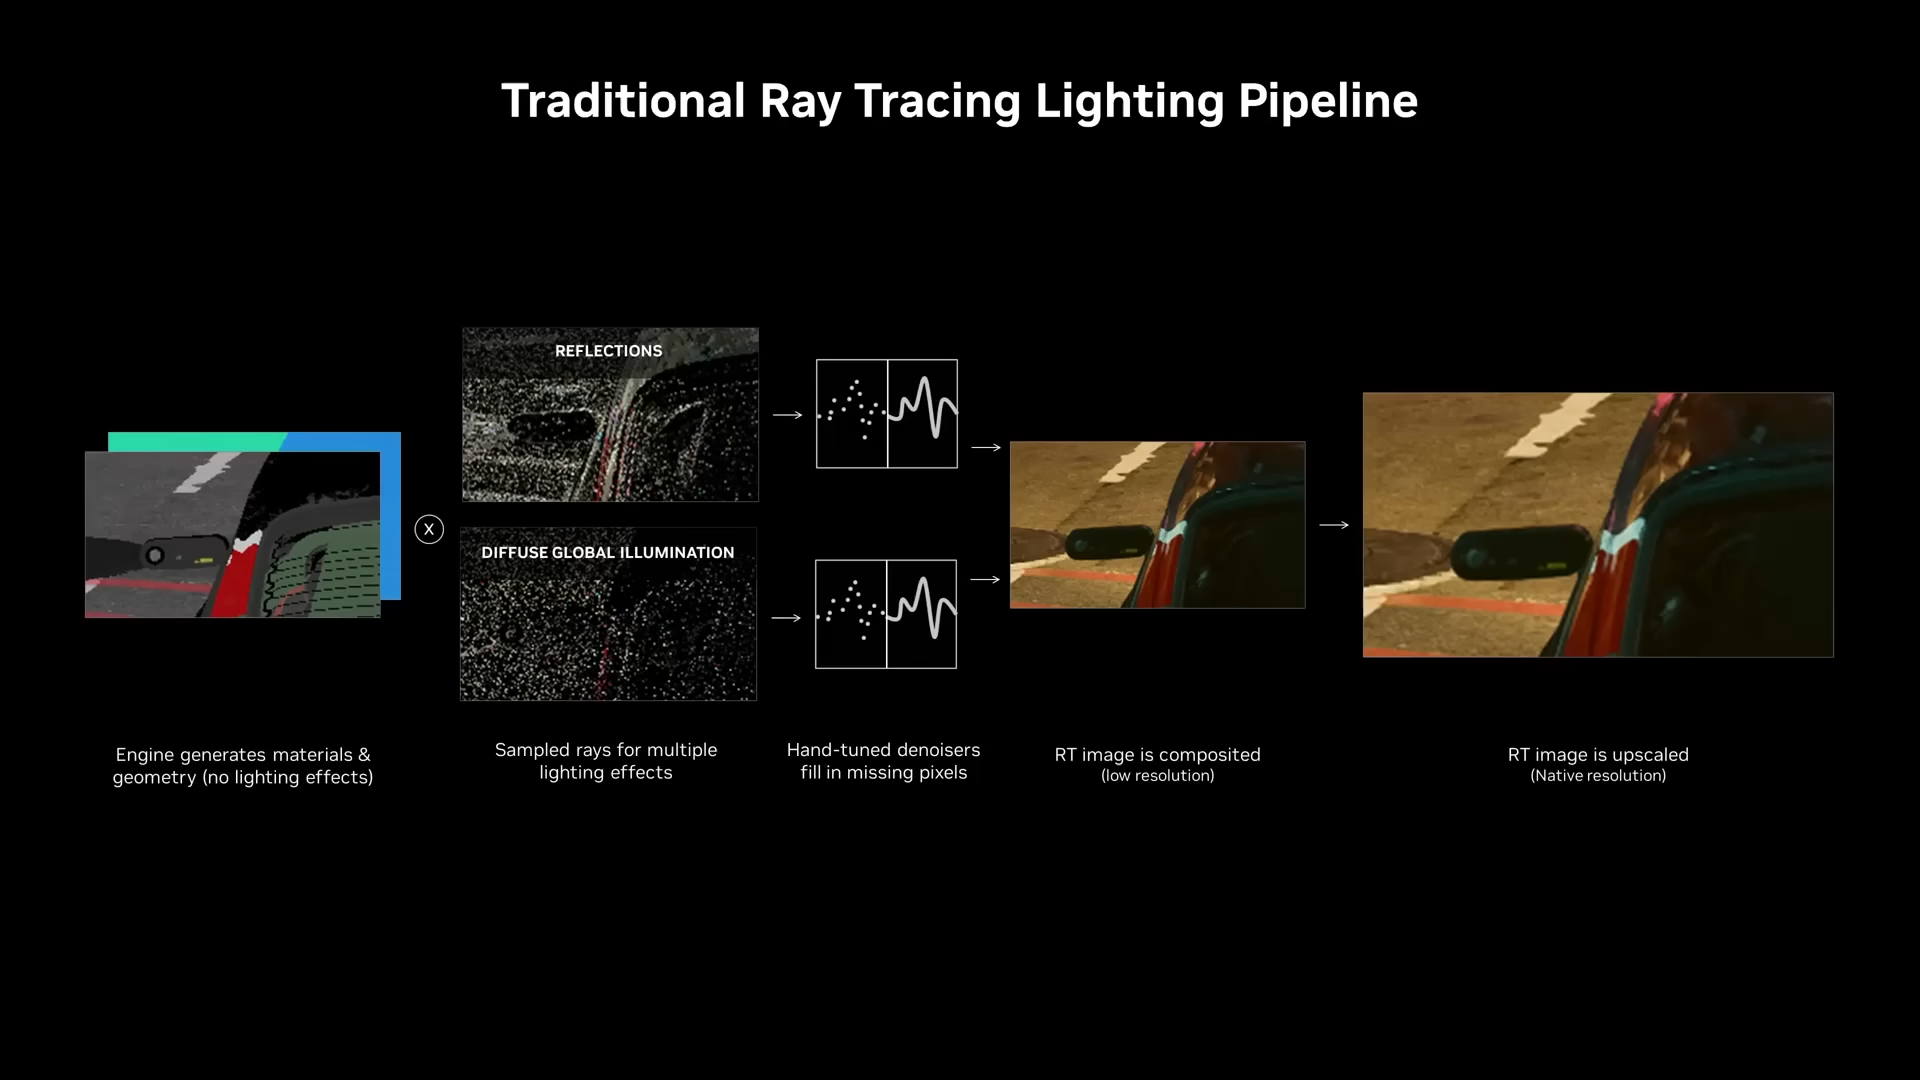 Traditional Ray Tracing Lighting Pipeline
REFLECTIONS
DIFFUSE GLOBAL ILLUMINATION
X
Engine generates materials &
geometry (no lighting effects)
Sampled rays for multiple
lighting effects
Hand-tuned denoisers
fill in missing pixels
RT image is composited
(low resolution)
RT image is upscaled
(Native resolution)